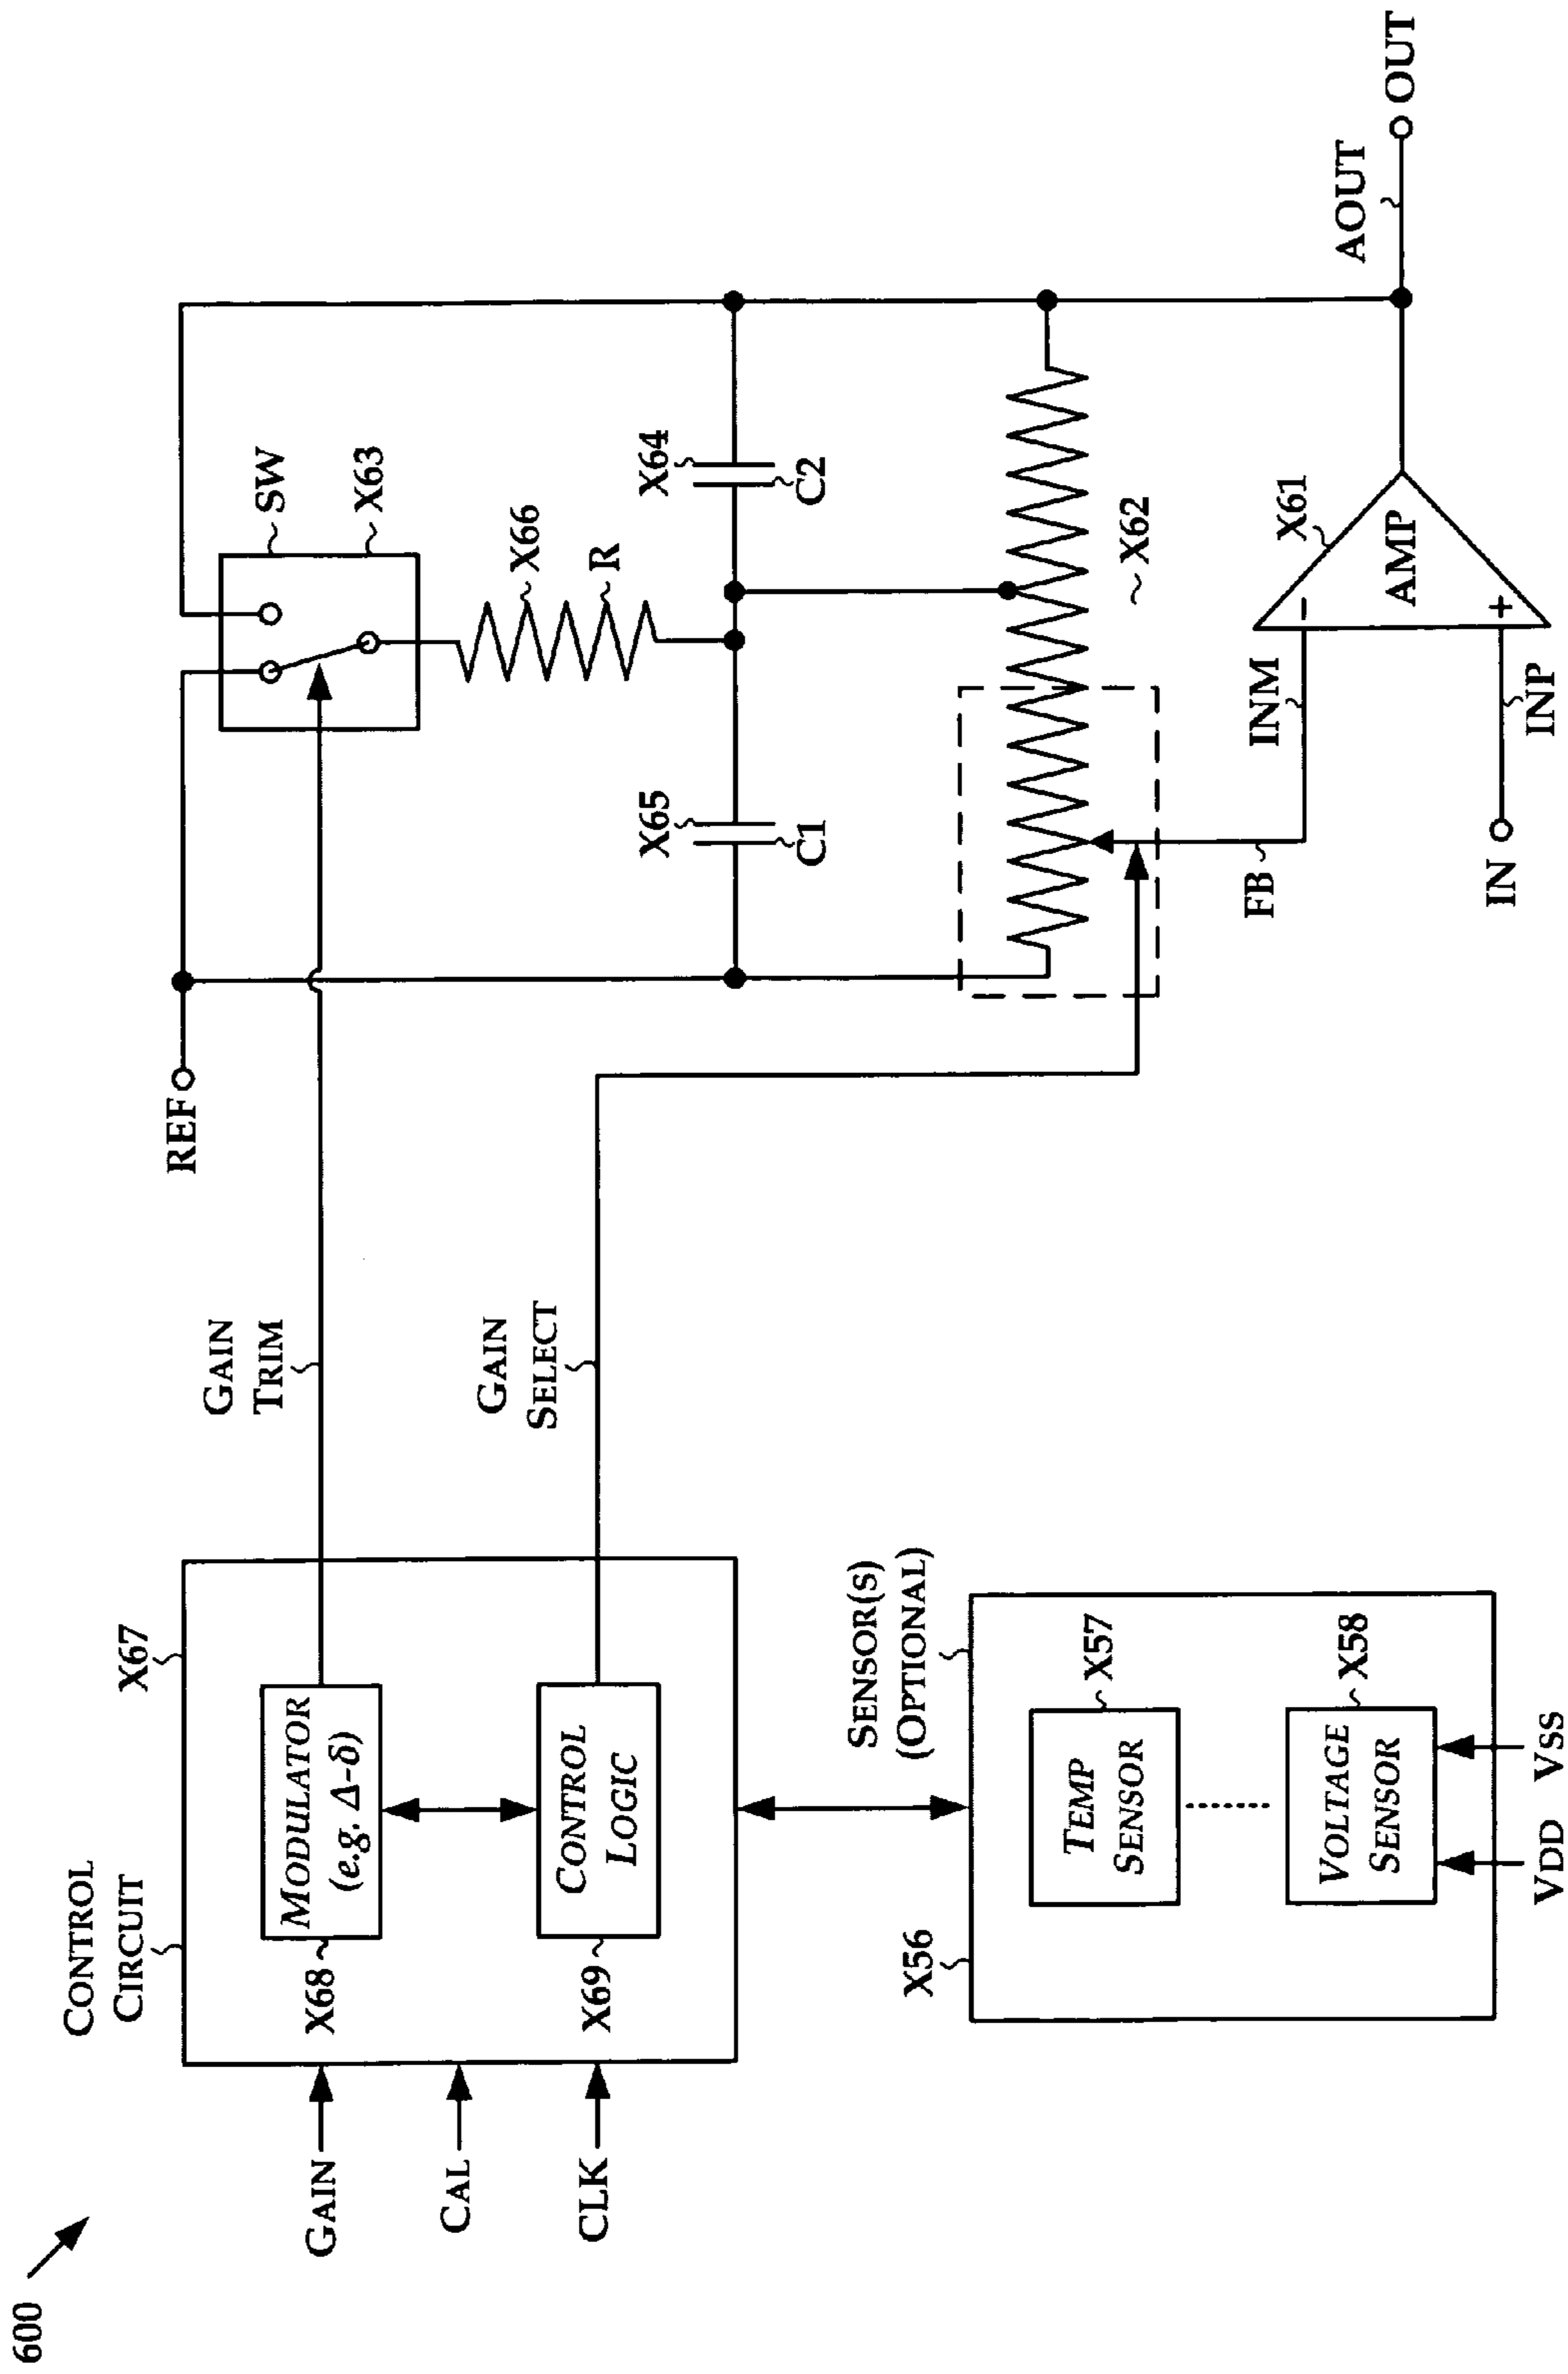 600
CONTROL
CIRCUIT
X67
GAIN
CAL
CLK
MODULATOR
(e.g. Δ-δ)
X68
CONTROL
LOGIC
X69
GAIN
TRIM
GAIN
SELECT
REF
SW
X63
X66
R
X65
C1
X64
C2
X62
SENSOR(S)
(OPTIONAL)
X56
TEMP
SENSOR
X57
VOLTAGE
SENSOR
X58
VDD
VSS
FB
INM
IN
INP
X61
AMP
−
+
AOUT
OUT